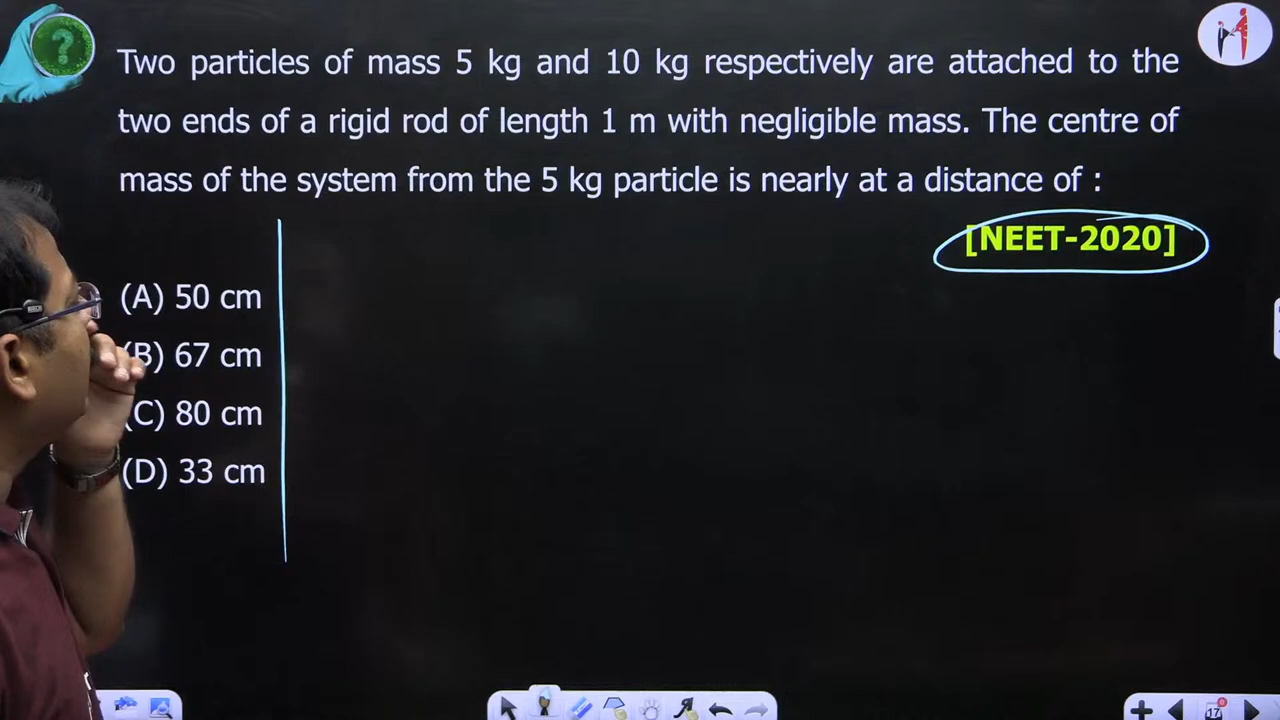 Two particles of mass 5 kg and 10 kg respectively are attached to the
two ends of a rigid rod of length 1 m with negligible mass. The centre of
mass of the system from the 5 kg particle is nearly at a distance of :
[NEET-2020]
(A) 50 cm
(B) 67 cm
(C) 80 cm
(D) 33 cm
17